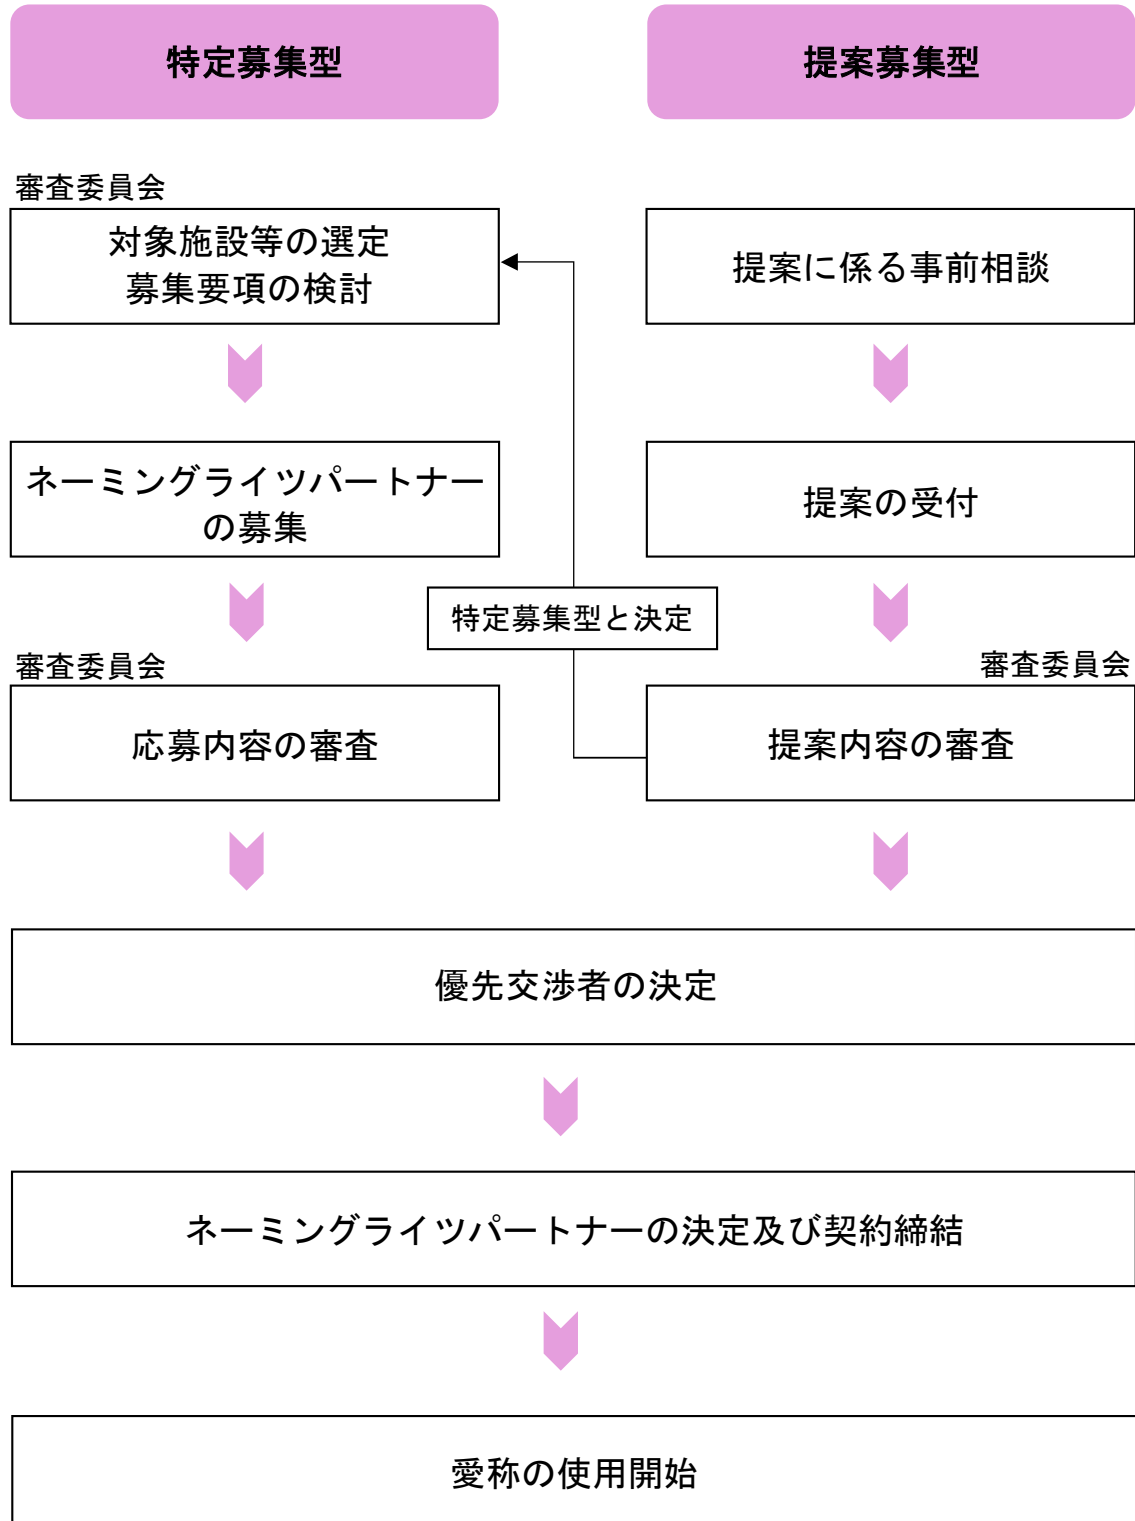 特定募集型
提案募集型
審査委員会
対象施設等の選定
募集要項の検討
提案に係る事前相談
ネーミングライツパートナー
の募集
提案の受付
特定募集型と決定
審査委員会
審査委員会
応募内容の審査
提案内容の審査
優先交渉者の決定
ネーミングライツパートナーの決定及び契約締結
愛称の使用開始